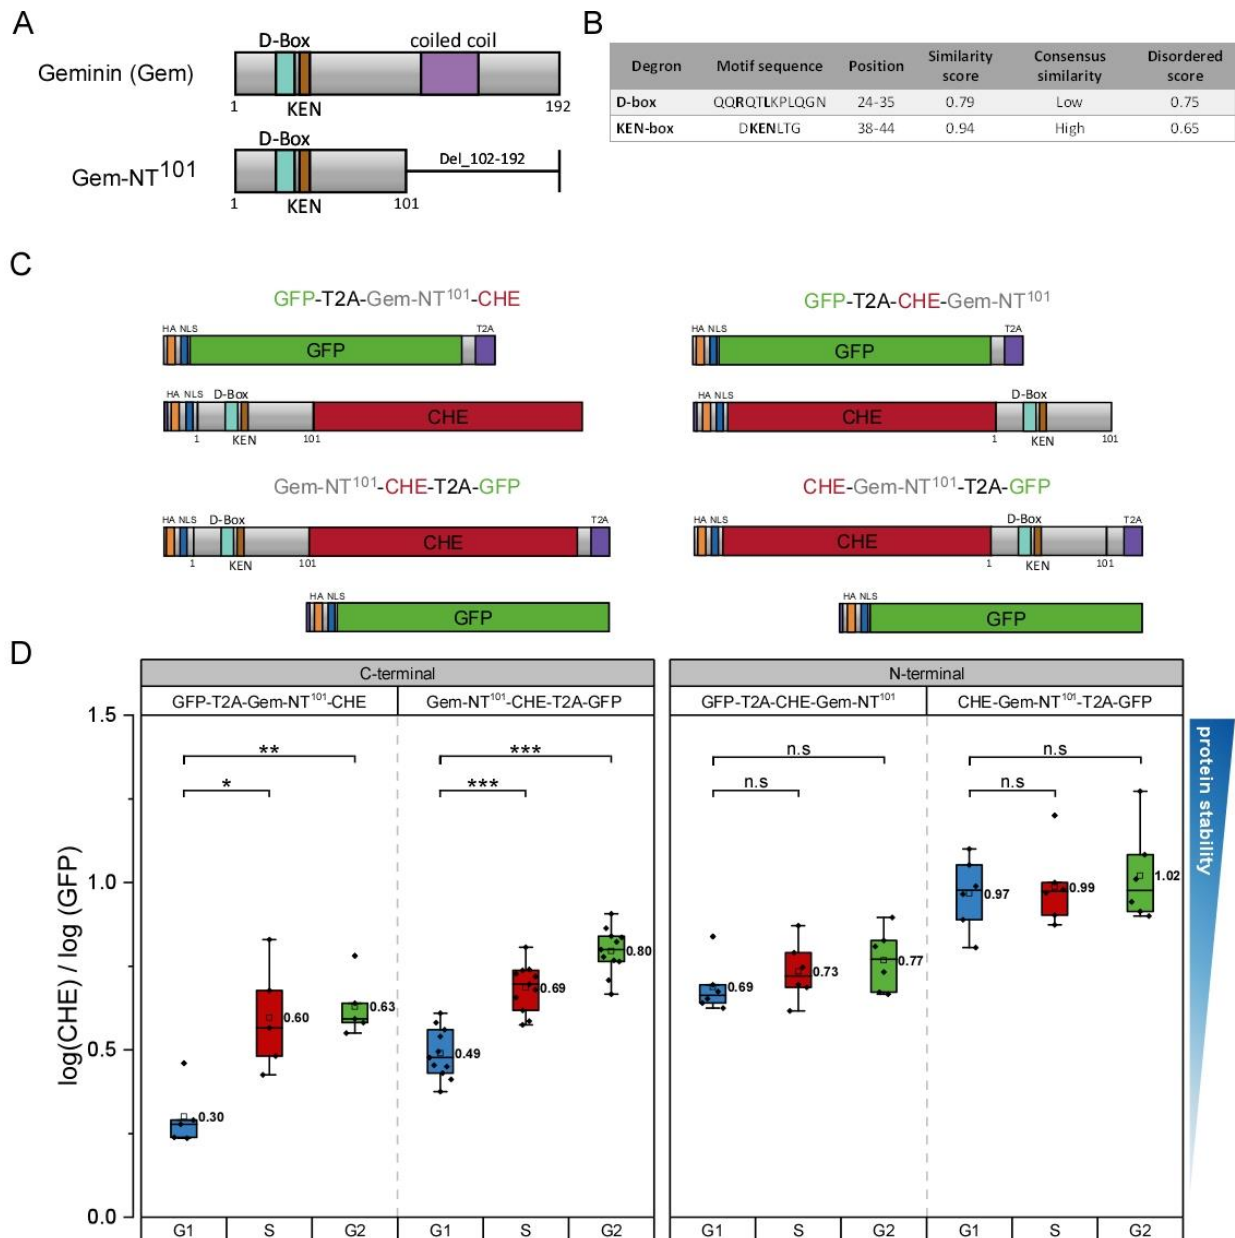 A
D-Box
coiled coil
Geminin (Gem)
1
KEN
192
D-Box
Gem-NT101
Del_102-192
1
KEN
101
B
Degron Motif sequence Position Similarity score Consensus similarity Disordered score
D-box QQRQTLKPLQGN 24-35 0.79 Low 0.75
KEN-box DKENLTG 38-44 0.94 High 0.65
C
GFP-T2A-Gem-NT101-CHE
HA NLS T2A
GFP
HA NLS D-Box
CHE
1 KEN 101
GFP-T2A-CHE-Gem-NT101
HA NLS T2A
GFP
HA NLS D-Box
CHE
1 KEN 101
Gem-NT101-CHE-T2A-GFP
HA NLS D-Box T2A
CHE
1 KEN 101
HA NLS
GFP
CHE-Gem-NT101-T2A-GFP
HA NLS D-Box T2A
CHE
1 KEN 101
HA NLS
GFP
D
C-terminal
GFP-T2A-Gem-NT101-CHE
Gem-NT101-CHE-T2A-GFP
N-terminal
GFP-T2A-CHE-Gem-NT101
CHE-Gem-NT101-T2A-GFP
log(CHE) / log (GFP)
1.5
1.0
0.5
0.0
**
*
0.30
0.60
0.63
***
***
0.49
0.69
0.80
n.s
n.s
0.69
0.73
0.77
n.s
n.s
0.97
0.99
1.02
G1 S G2 G1 S G2
G1 S G2 G1 S G2
protein stability